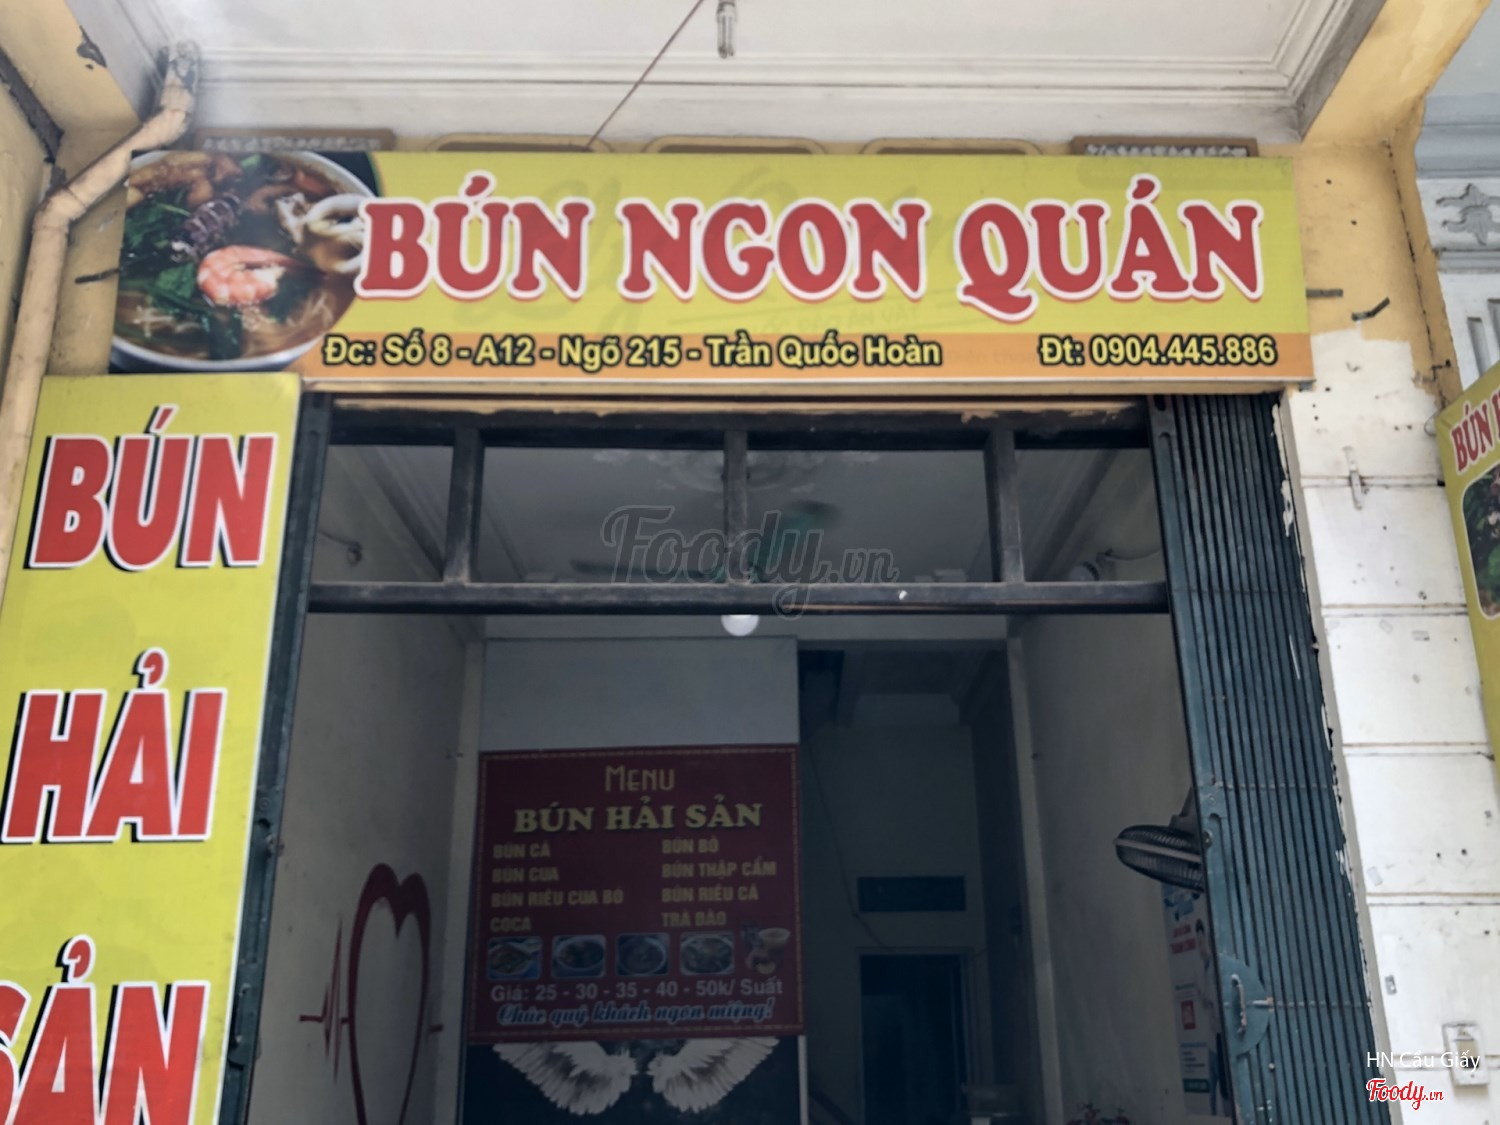 BÚN NGON QUÁN
Đc: Số 8 - A12 - Ngõ 215 - Trần Quốc Hoàn
Đt: 0904.445.886
BÚN
HẢI
SẢN
BÚN
Foody.vn
MENU
BÚN HẢI SẢN
BÚN CÁ
BÚN BÒ
BÚN CUA
BÚN THẬP CẨM
BÚN RIÊU CUA BÒ
BÚN RIÊU CÁ
COCA
TRÀ ĐÀO
Giá: 25 - 30 - 35 - 40 - 50k/ Suất
Chúc quý khách ngon miệng!
HN Cầu Giấy
Foody.vn